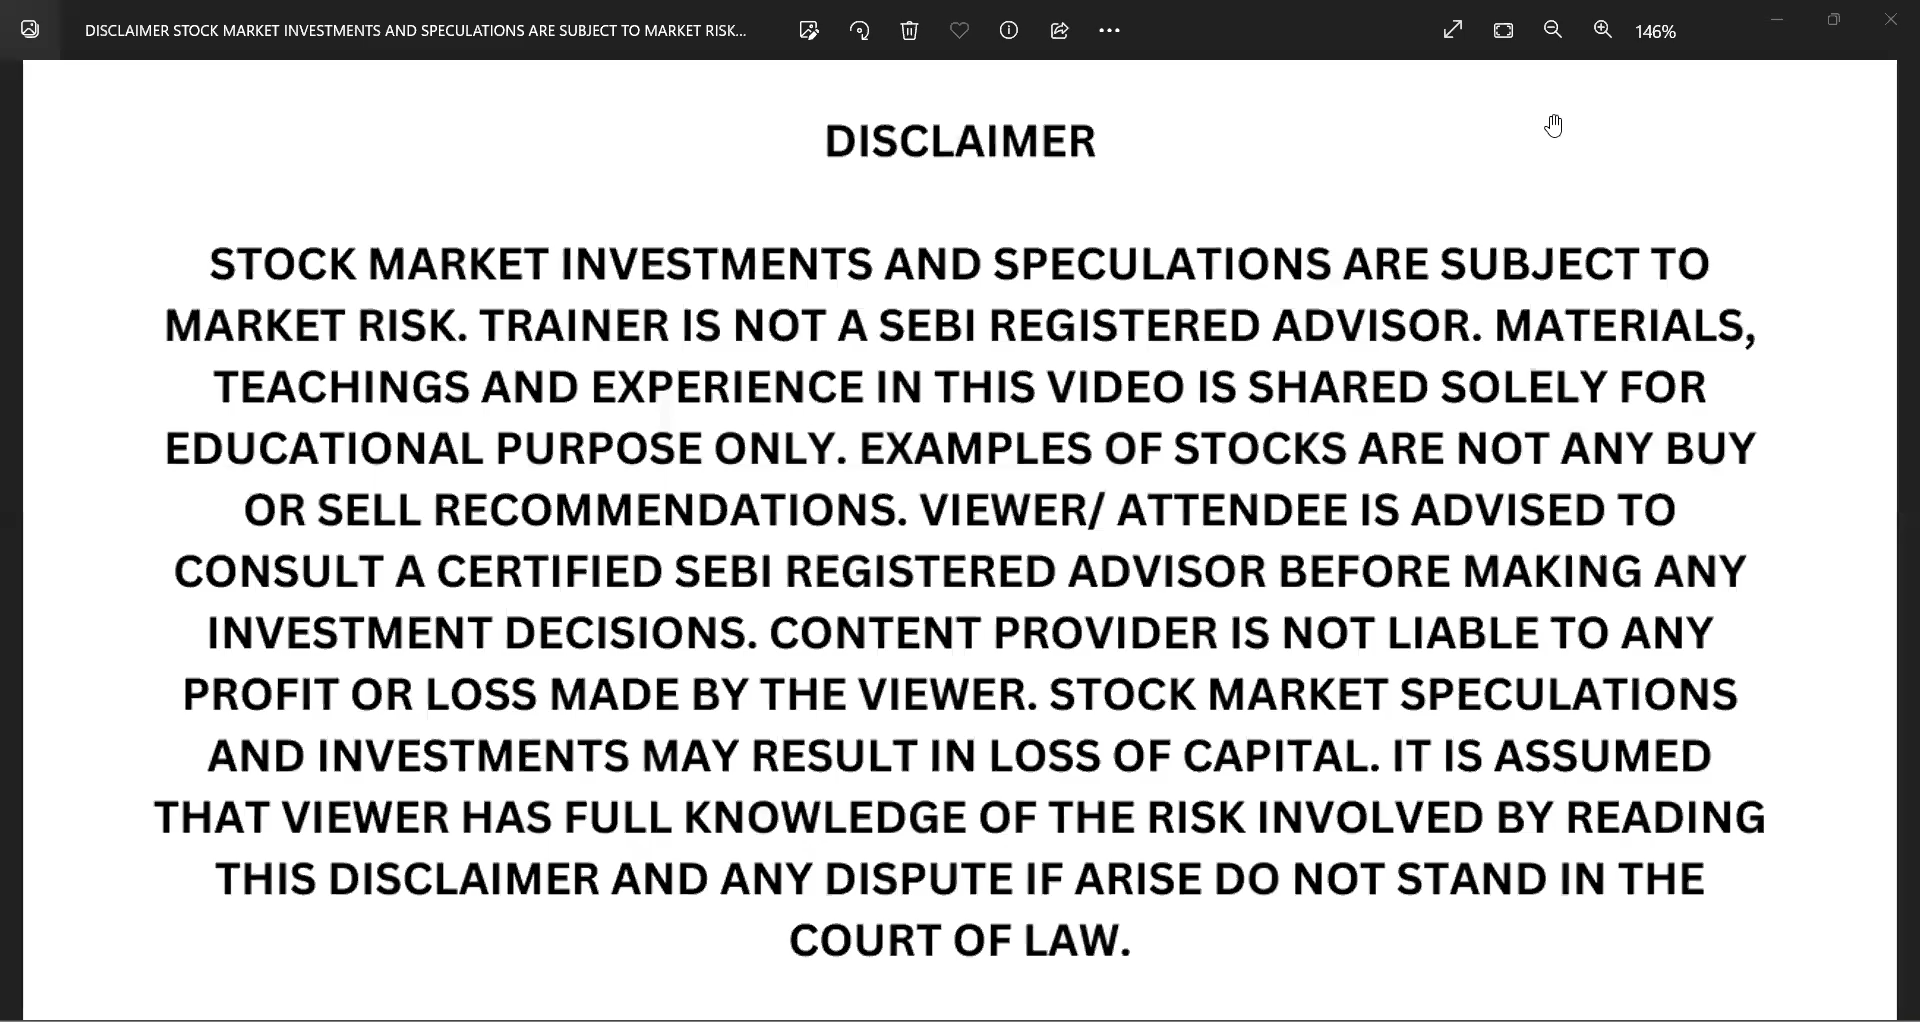 DISCLAIMER STOCK MARKET INVESTMENTS AND SPECULATIONS ARE SUBJECT TO MARKET RISK...
146%
DISCLAIMER
STOCK MARKET INVESTMENTS AND SPECULATIONS ARE SUBJECT TO
MARKET RISK. TRAINER IS NOT A SEBI REGISTERED ADVISOR. MATERIALS,
TEACHINGS AND EXPERIENCE IN THIS VIDEO IS SHARED SOLELY FOR
EDUCATIONAL PURPOSE ONLY. EXAMPLES OF STOCKS ARE NOT ANY BUY
OR SELL RECOMMENDATIONS. VIEWER/ ATTENDEE IS ADVISED TO
CONSULT A CERTIFIED SEBI REGISTERED ADVISOR BEFORE MAKING ANY
INVESTMENT DECISIONS. CONTENT PROVIDER IS NOT LIABLE TO ANY
PROFIT OR LOSS MADE BY THE VIEWER. STOCK MARKET SPECULATIONS
AND INVESTMENTS MAY RESULT IN LOSS OF CAPITAL. IT IS ASSUMED
THAT VIEWER HAS FULL KNOWLEDGE OF THE RISK INVOLVED BY READING
THIS DISCLAIMER AND ANY DISPUTE IF ARISE DO NOT STAND IN THE
COURT OF LAW.